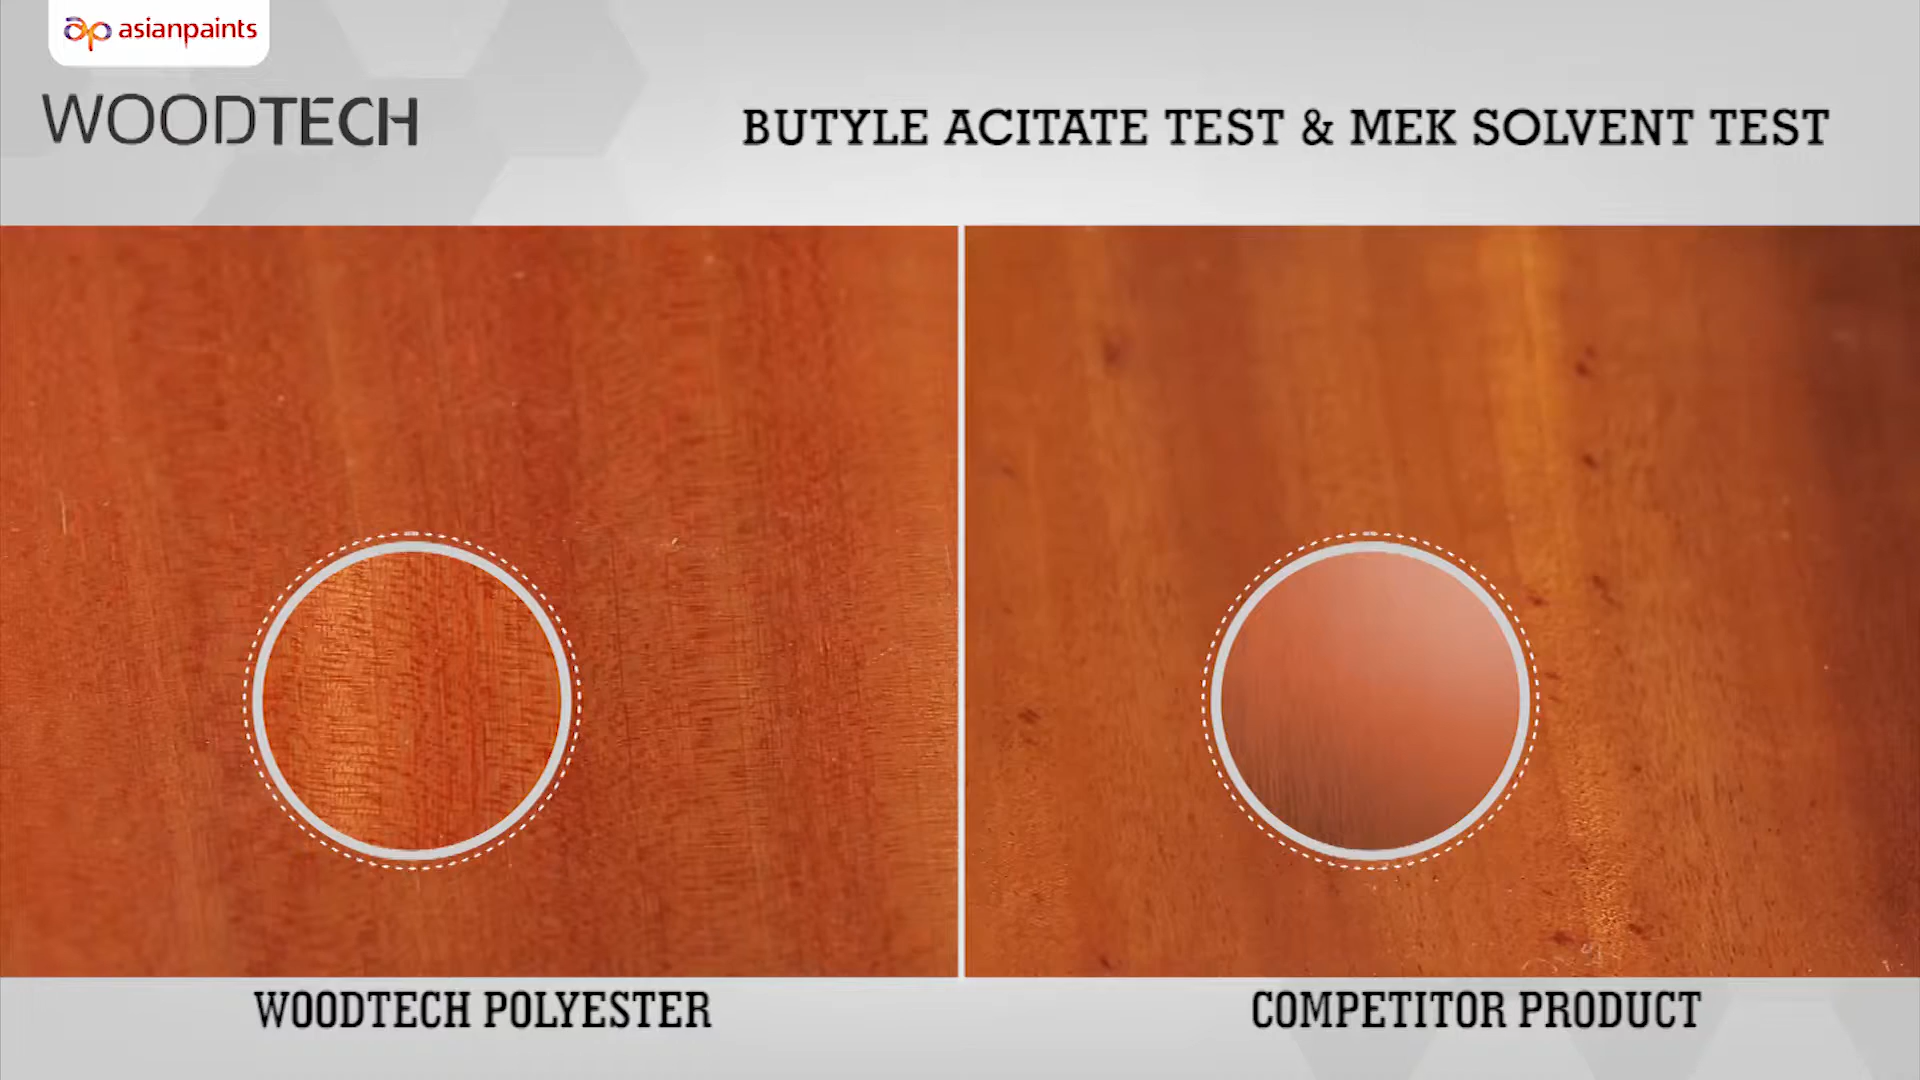 asianpaints
WOODTECH
BUTYLE ACITATE TEST & MEK SOLVENT TEST
WOODTECH POLYESTER
COMPETITOR PRODUCT